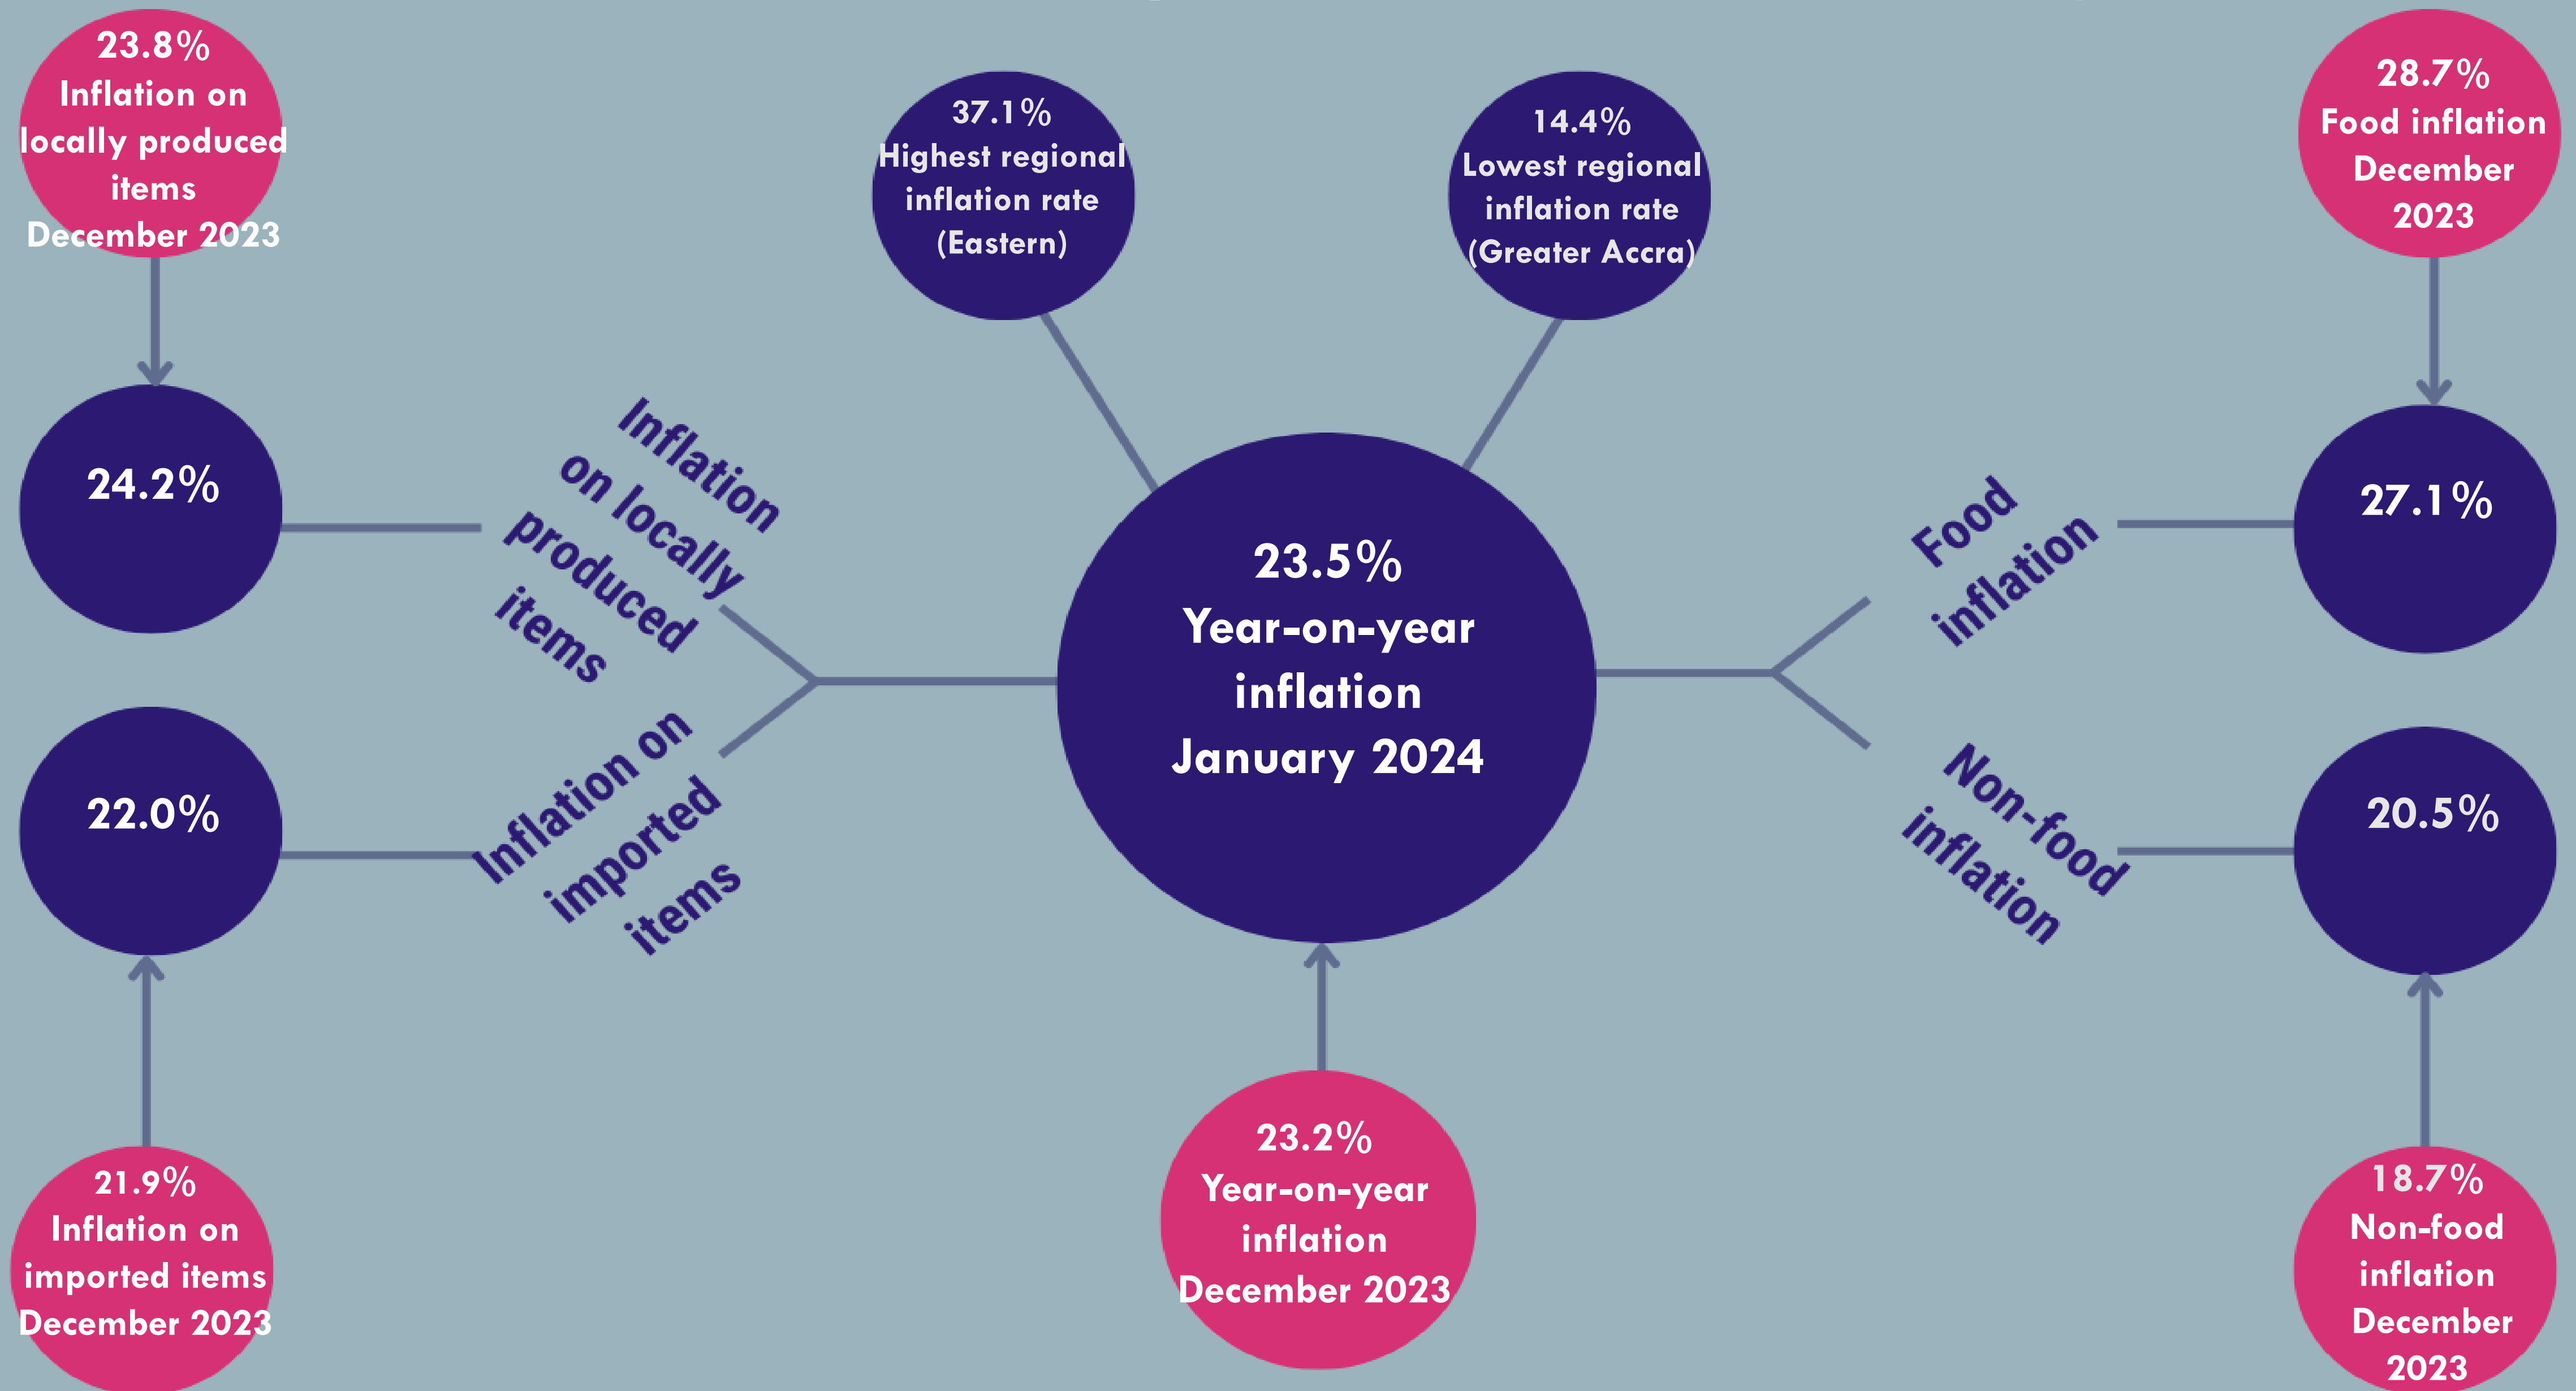 23.8%
Inflation on
locally produced
items
December 2023
37.1%
Highest regional
inflation rate
(Eastern)
14.4%
Lowest regional
inflation rate
(Greater Accra)
28.7%
Food inflation
December
2023
24.2%
Inflation
on locally
produced
items
22.0%
Inflation on
imported
items
23.5%
Year-on-year
inflation
January 2024
Food
inflation
27.1%
Non-food
inflation
20.5%
21.9%
Inflation on
imported items
December 2023
23.2%
Year-on-year
inflation
December 2023
18.7%
Non-food
inflation
December
2023